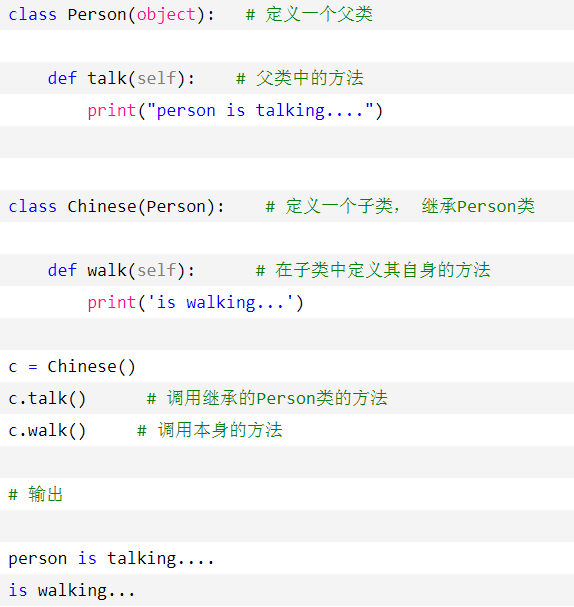 class Person(object):   # 定义一个父类
    def talk(self):    # 父类中的方法
        print("person is talking....")
class Chinese(Person):    # 定义一个子类， 继承Person类
    def walk(self):      # 在子类中定义其自身的方法
        print('is walking...')
c = Chinese()
c.talk()      # 调用继承的Person类的方法
c.walk()     # 调用本身的方法
# 输出
person is talking....
is walking...